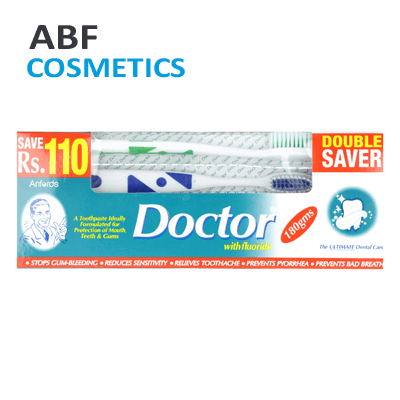 ABF
COSMETICS
SAVE
Rs.110
DOUBLE
SAVER
Anfords
A Toothpaste Ideally
Formulated for
Protection of Mouth,
Teeth & Gums
Doctor
with fluoride
180gms
The ULTIMATE Dental Care
• STOPS GUM-BLEEDING • REDUCES SENSITIVITY • RELIEVES TOOTHACHE • PREVENTS PYORRHEA • PREVENTS BAD BREATH